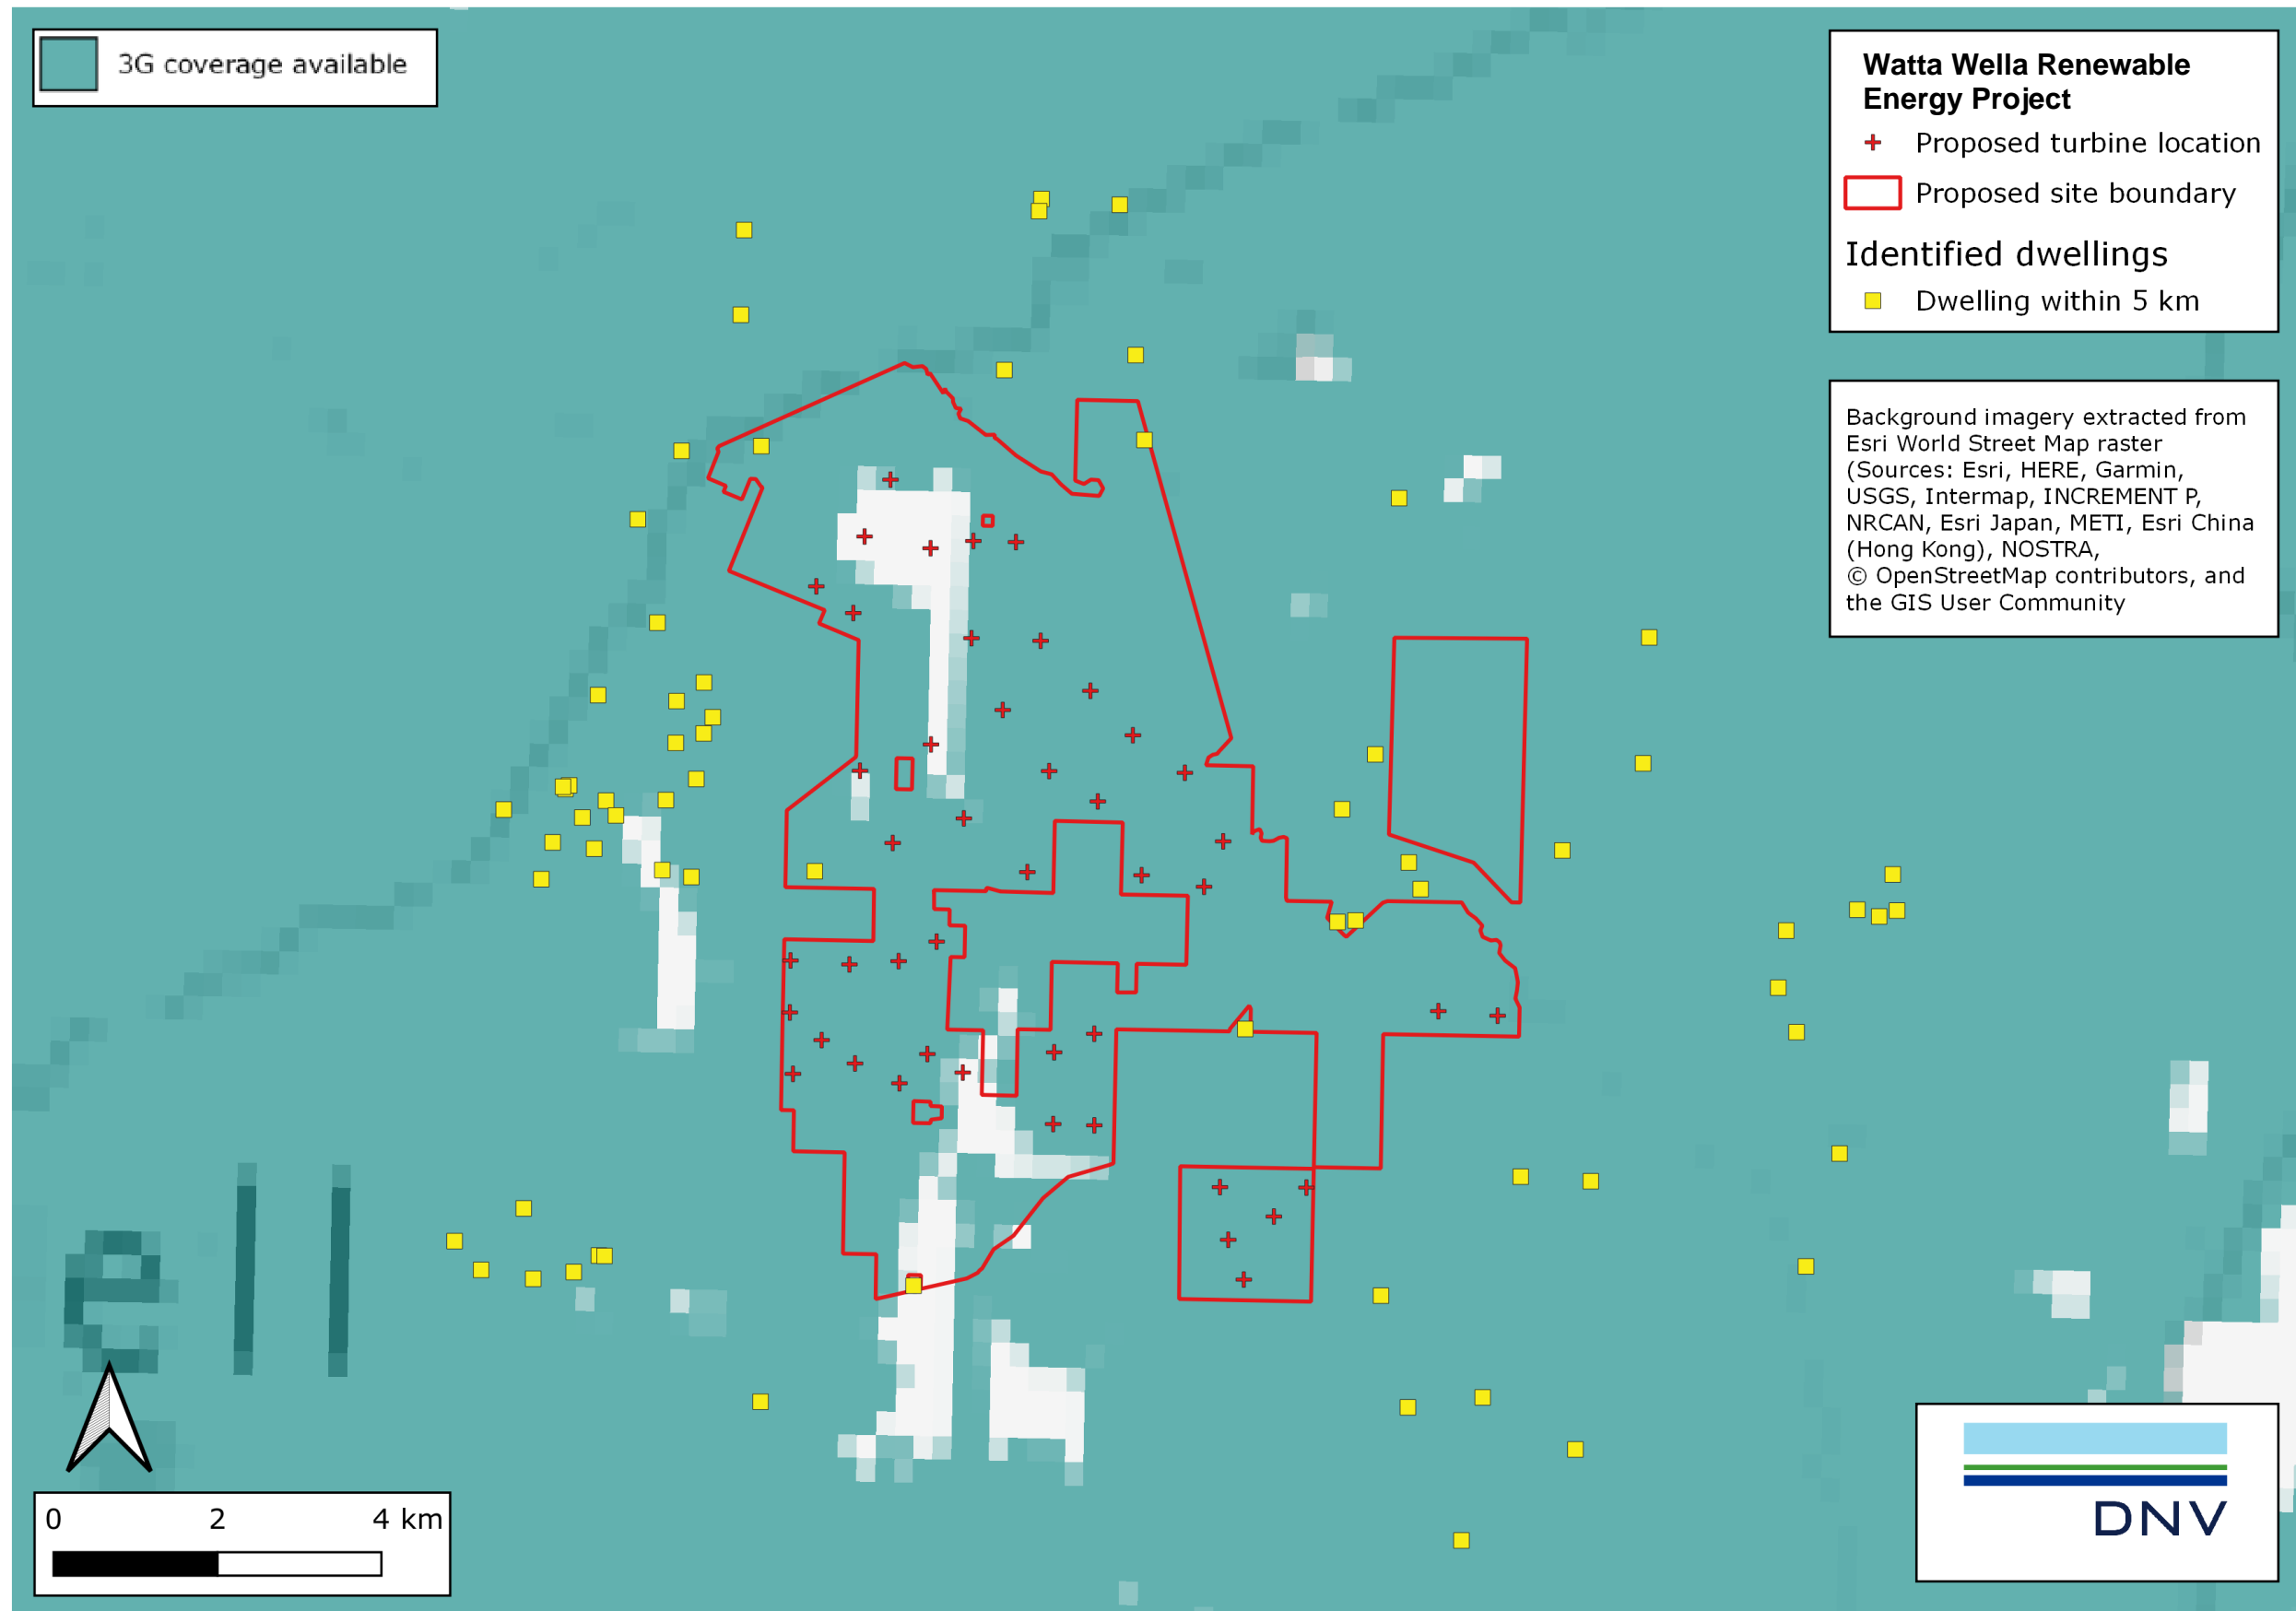 3G coverage available
Watta Wella Renewable
Energy Project
Proposed turbine location
Proposed site boundary
Identified dwellings
Dwelling within 5 km
Background imagery extracted from
Esri World Street Map raster
(Sources: Esri, HERE, Garmin,
USGS, Intermap, INCREMENT P,
NRCAN, Esri Japan, METI, Esri China
(Hong Kong), NOSTRA,
© OpenStreetMap contributors, and
the GIS User Community
0 2 4 km
DNV